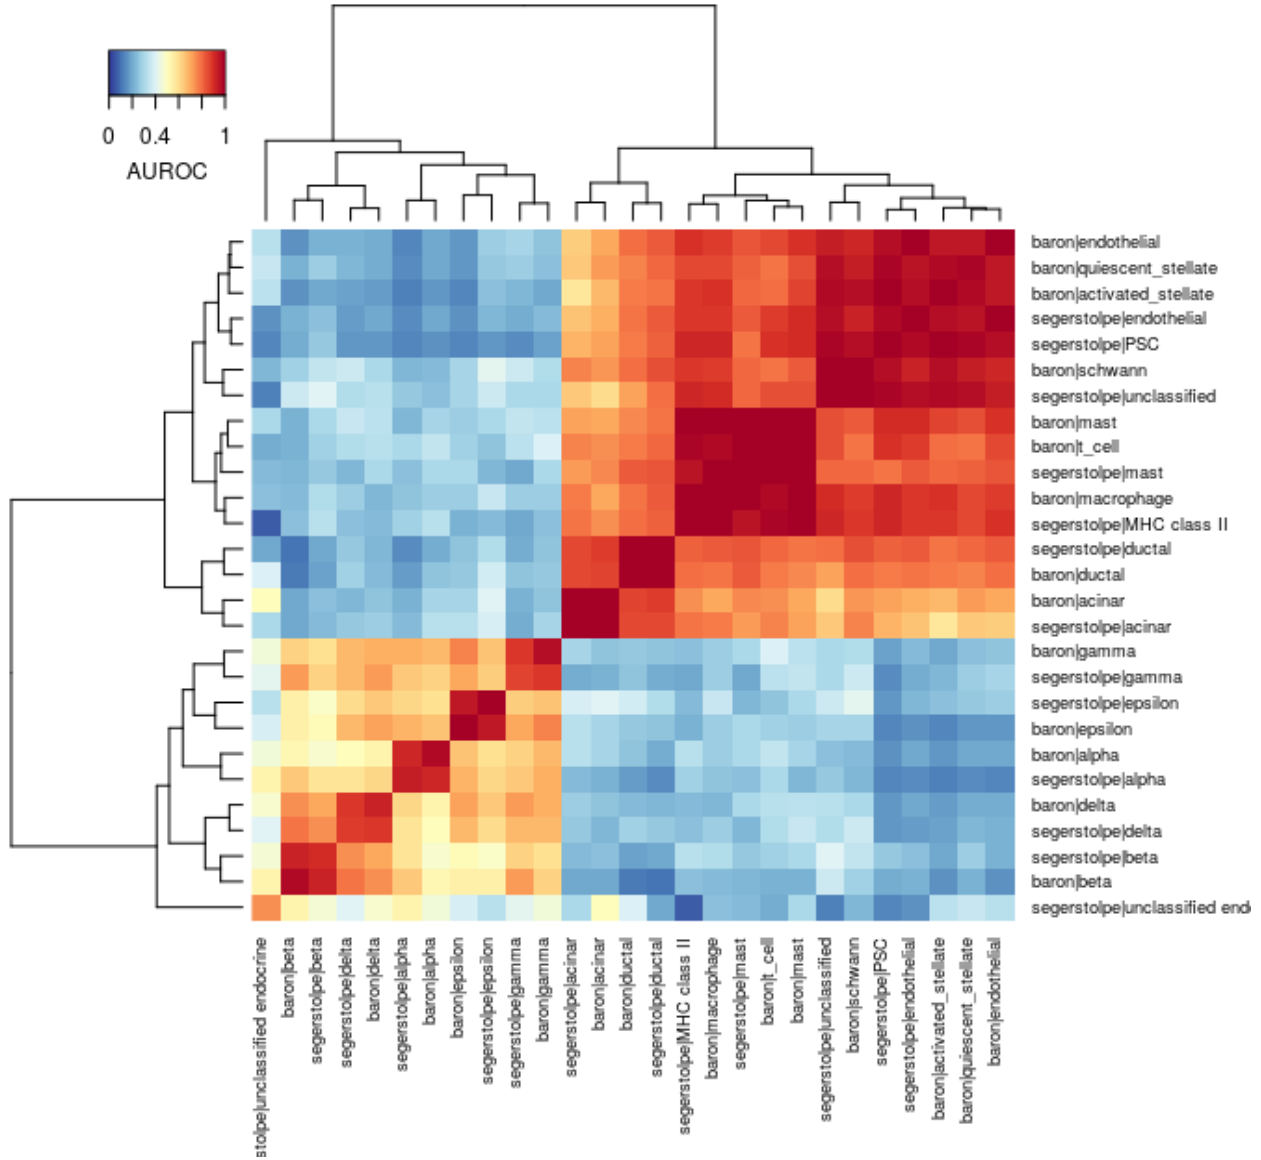 0 0.4 1
AUROC
baron|endothelial
baron|quiescent_stellate
baron|activated_stellate
segerstolpe|endothelial
segerstolpe|PSC
baron|schwann
segerstolpe|unclassified
baron|mast
baron|t_cell
segerstolpe|mast
baron|macrophage
segerstolpe|MHC class II
segerstolpe|ductal
baron|ductal
baron|acinar
segerstolpe|acinar
baron|gamma
segerstolpe|gamma
segerstolpe|epsilon
baron|epsilon
baron|alpha
segerstolpe|alpha
baron|delta
segerstolpe|delta
segerstolpe|beta
baron|beta
segerstolpe|unclassified end
stolpe|unclassified endocrine
baron|beta
segerstolpe|beta
segerstolpe|delta
baron|delta
segerstolpe|alpha
baron|alpha
baron|epsilon
segerstolpe|epsilon
segerstolpe|gamma
baron|gamma
segerstolpe|acinar
baron|acinar
baron|ductal
segerstolpe|ductal
segerstolpe|MHC class II
baron|macrophage
segerstolpe|mast
baron|t_cell
baron|mast
segerstolpe|unclassified
baron|schwann
segerstolpe|PSC
segerstolpe|endothelial
baron|activated_stellate
baron|quiescent_stellate
baron|endothelial